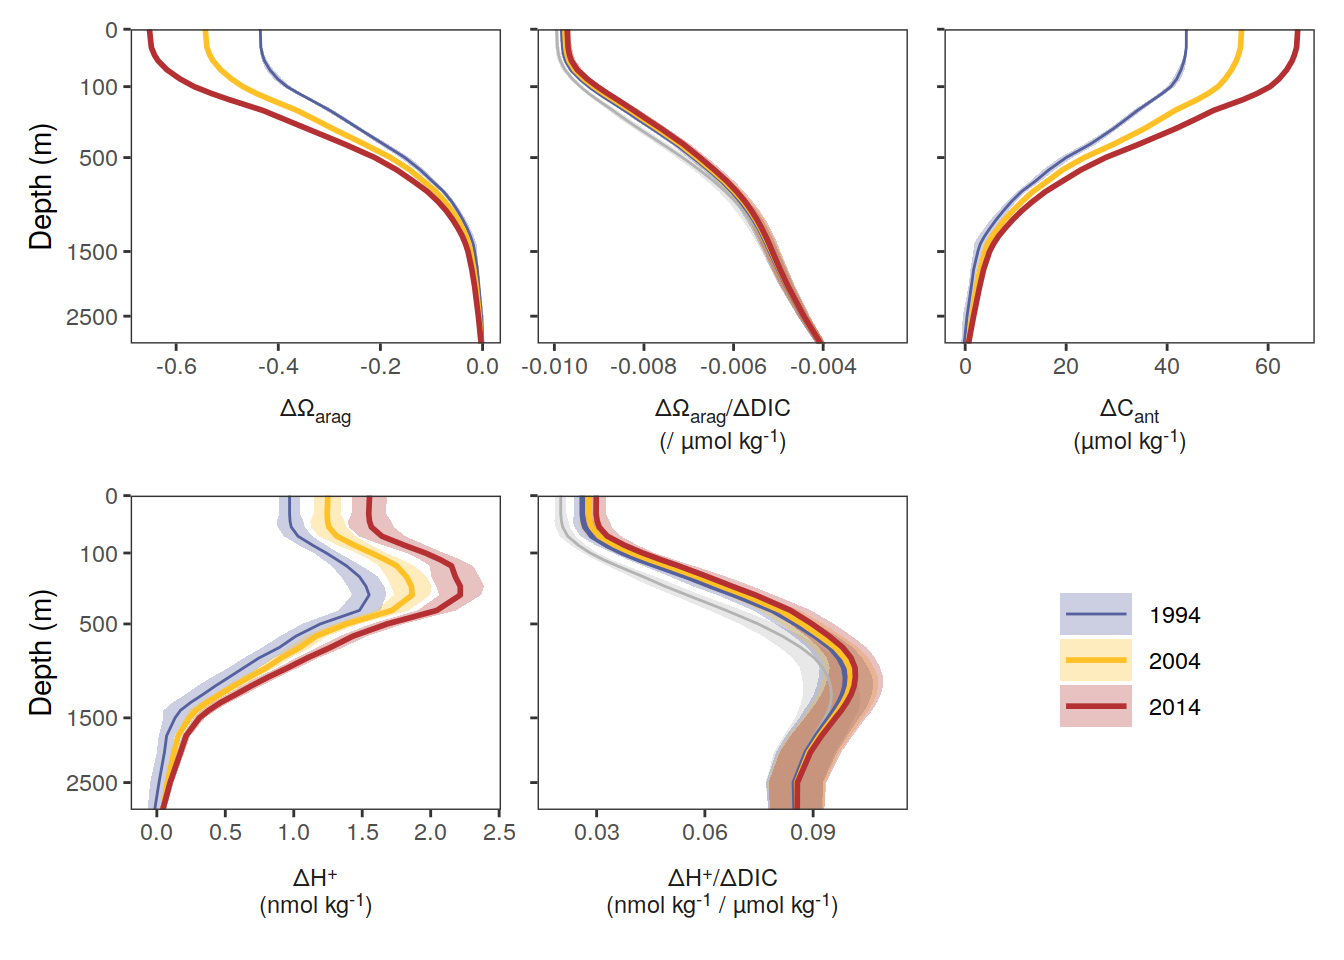 0
100
500
1500
2500
Depth (m)
-0.6 -0.4 -0.2 0.0
ΔΩarag
-0.010 -0.008 -0.006 -0.004
ΔΩarag/ΔDIC
(/ µmol kg-1)
0 20 40 60
ΔCant
(µmol kg-1)
0
100
500
1500
2500
Depth (m)
0.0 0.5 1.0 1.5 2.0 2.5
ΔH+
(nmol kg-1)
0.03 0.06 0.09
ΔH+/ΔDIC
(nmol kg-1 / µmol kg-1)
1994
2004
2014